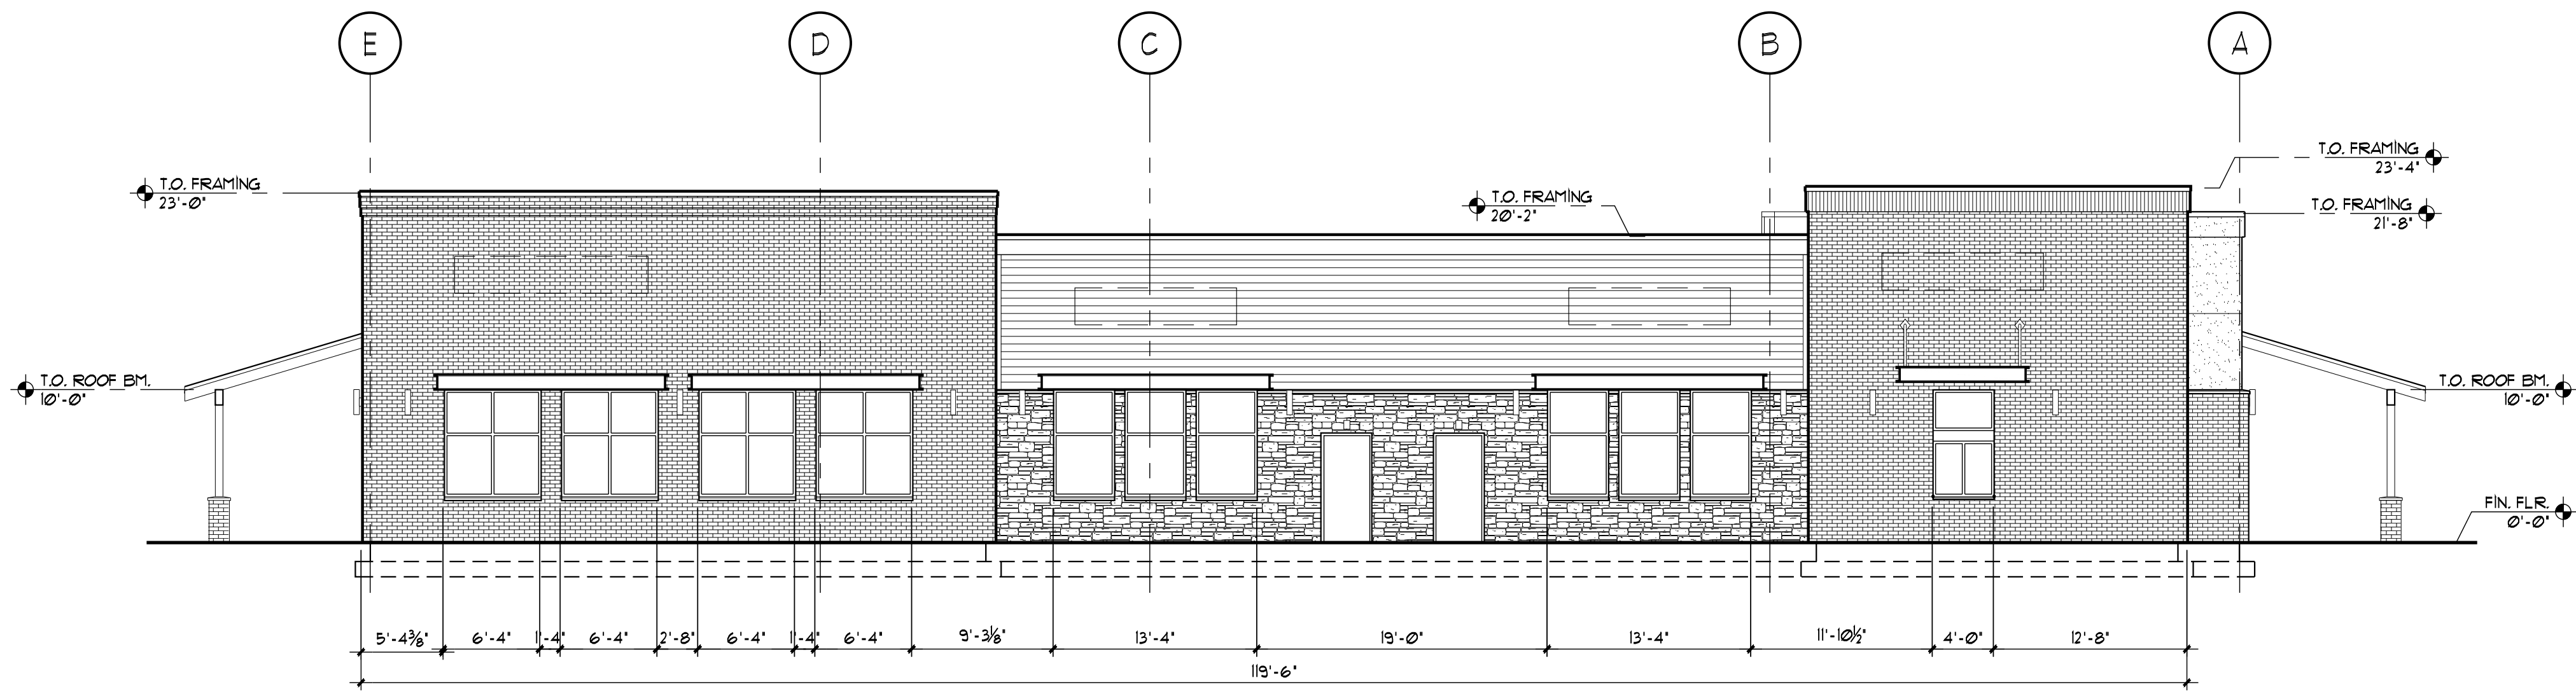 E
D
C
B
A
T.O. FRAMING
23'-4"
T.O. FRAMING
23'-0"
T.O. FRAMING
20'-2"
T.O. FRAMING
21'-8"
T.O. ROOF BM.
10'-0"
T.O. ROOF BM.
10'-0"
FIN. FLR.
0'-0"
5'-4⅜" 6'-4" 1'-4" 6'-4" 2'-8" 6'-4" 1'-4" 6'-4" 9'-3⅛" 13'-4" 19'-0" 13'-4" 11'-10½" 4'-0" 12'-8"
119'-6"